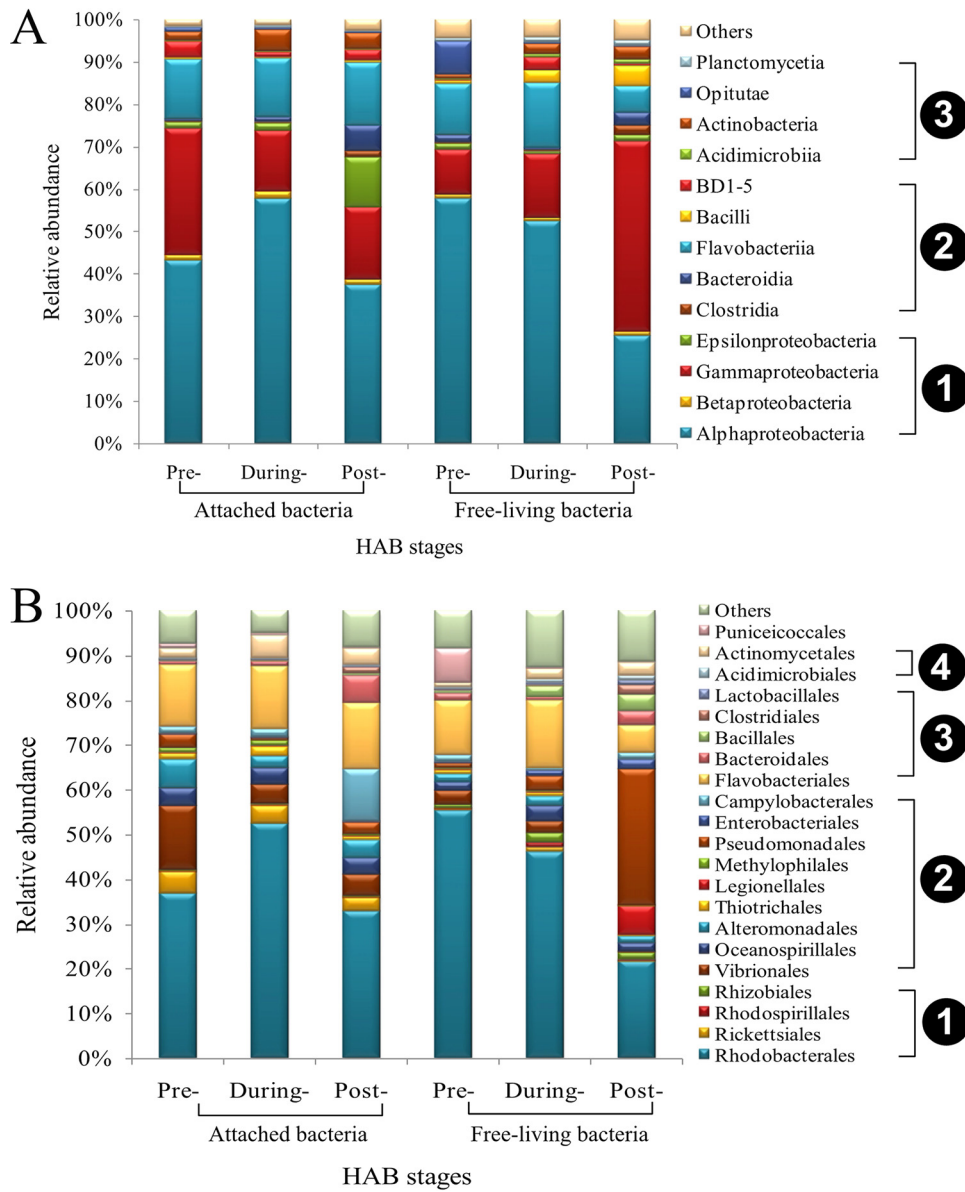 A
100%
90%
80%
70%
60%
50%
40%
30%
20%
10%
0%
Relative abundance
Pre-
During-
Post-
Pre-
During-
Post-
Attached bacteria
Free-living bacteria
HAB stages
Others
Planctomycetia
Opitutae
Actinobacteria
Acidimicrobiia
BD1-5
Bacilli
Flavobacteriia
Bacteroidia
Clostridia
Epsilonproteobacteria
Gammaproteobacteria
Betaproteobacteria
Alphaproteobacteria
3
2
1
B
100%
90%
80%
70%
60%
50%
40%
30%
20%
10%
0%
Relative abundance
Pre-
During-
Post-
Pre-
During-
Post-
Attached bacteria
Free-living bacteria
HAB stages
Others
Puniceicoccales
Actinomycetales
Acidimicrobiales
Lactobacillales
Clostridiales
Bacillales
Bacteroidales
Flavobacteriales
Campylobacterales
Enterobacteriales
Pseudomonadales
Methylophilales
Legionellales
Thiotrichales
Alteromonadales
Oceanospirillales
Vibrionales
Rhizobiales
Rhodospirillales
Rickettsiales
Rhodobacterales
4
3
2
1